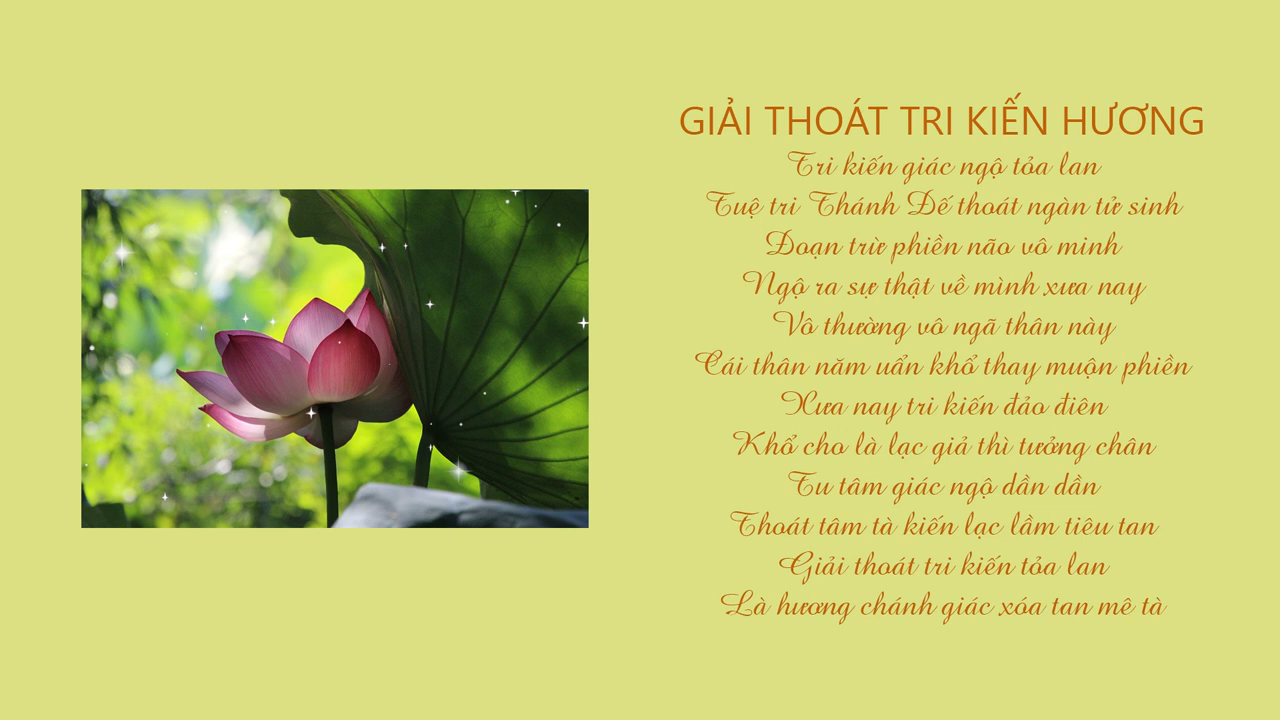 GIẢI THOÁT TRI KIẾN HƯƠNG
Tri kiến giác ngộ tỏa lan
Tuệ tri Thánh Đế thoát ngàn tử sinh
Đoạn trừ phiền não vô minh
Ngộ ra sự thật về mình xưa nay
Vô thường vô ngã thân này
Cái thân năm uẩn khổ thay muộn phiền
Xưa nay tri kiến đảo điên
Khổ cho là lạc giả thì tưởng chân
Tu tâm giác ngộ dần dần
Thoát tâm tà kiến lạc lầm tiêu tan
Giải thoát tri kiến tỏa lan
Là hương chánh giác xóa tan mê tà